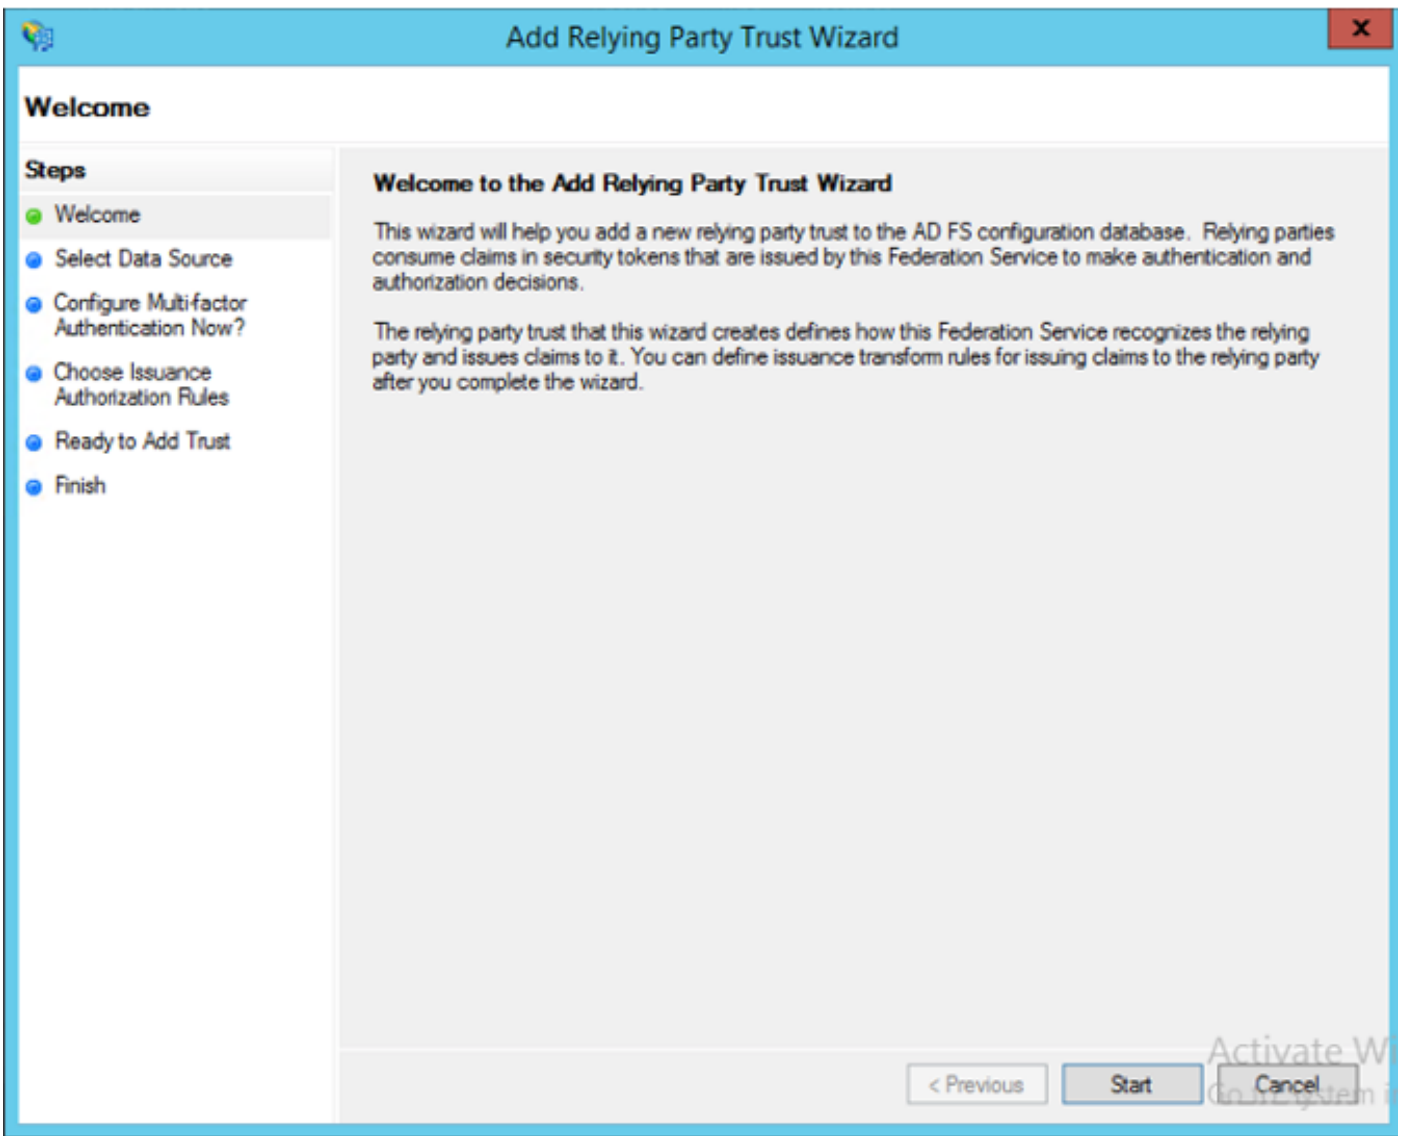 Add Relying Party Trust Wizard
X
Welcome
Steps
Welcome
Select Data Source
Configure Multi-factor
Authentication Now?
Choose Issuance
Authorization Rules
Ready to Add Trust
Finish
Welcome to the Add Relying Party Trust Wizard
This wizard will help you add a new relying party trust to the AD FS configuration database.  Relying parties
consume claims in security tokens that are issued by this Federation Service to make authentication and
authorization decisions.
The relying party trust that this wizard creates defines how this Federation Service recognizes the relying
party and issues claims to it. You can define issuance transform rules for issuing claims to the relying party
after you complete the wizard.
Activate W
< Previous
Start
Cancel